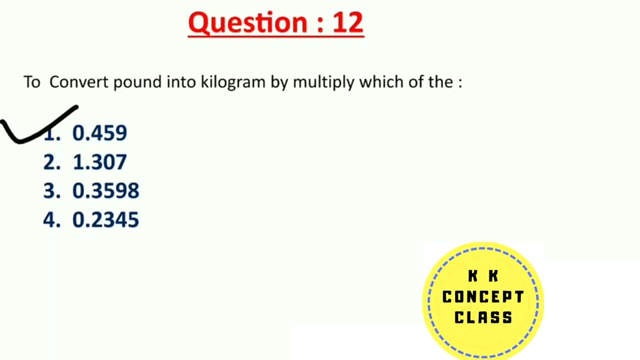 Question : 12
To Convert pound into kilogram by multiply which of the :
1. 0.459
2. 1.307
3. 0.3598
4. 0.2345
K K
CONCEPT
CLASS